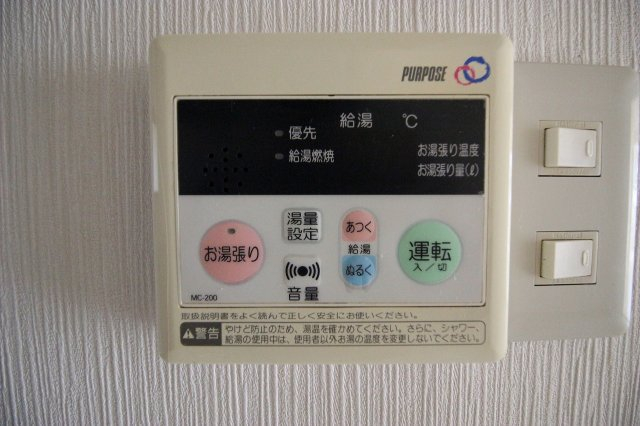 PURPOSE
給湯 ℃
優先
給湯燃焼
お湯張り温度
お湯張り量(ℓ)
お湯張り
湯量
設定
音量
あつく
給湯
ぬるく
運転
入／切
MC-200
取扱説明書をよく読んで正しく安全にお使いください。
警告
やけど防止のため、湯温を確かめてください。さらに、シャワー、
給湯の使用中は、使用者以外お湯の温度を変更しないでください。